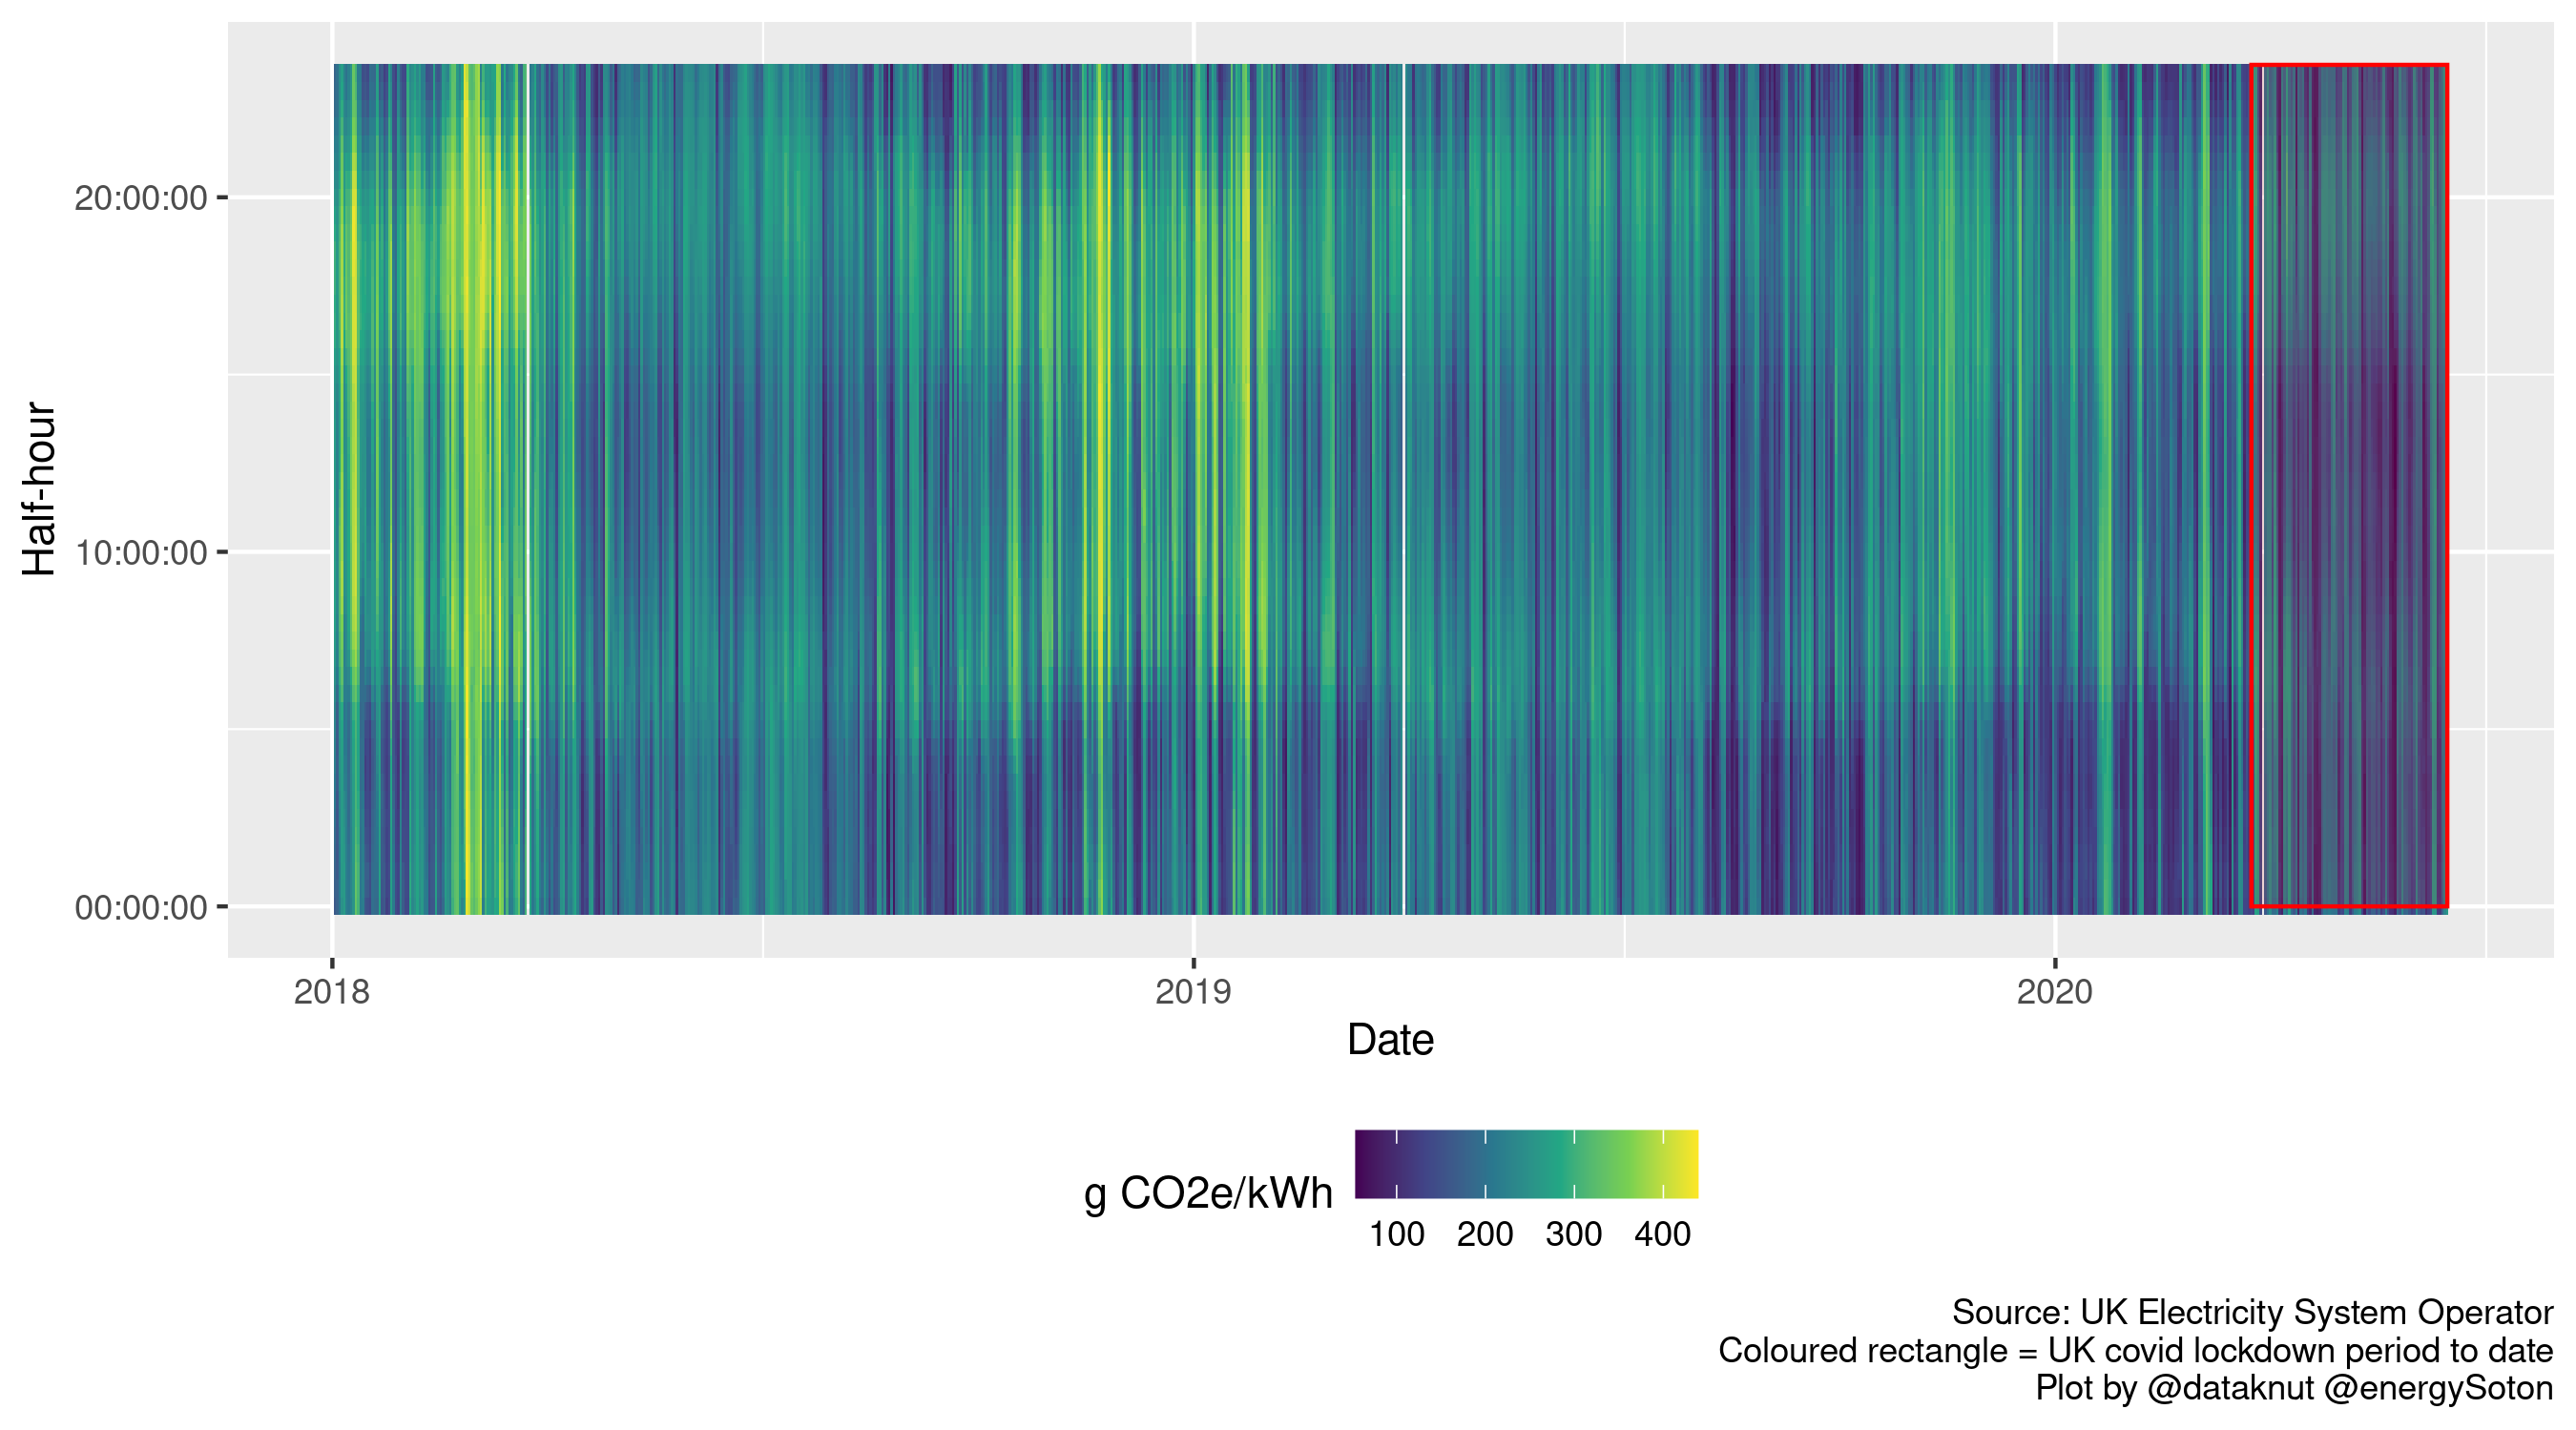 Half-hour
20:00:00
10:00:00
00:00:00
2018 2019 2020
Date
g CO2e/kWh
100 200 300 400
Source: UK Electricity System Operator
Coloured rectangle = UK covid lockdown period to date
Plot by @dataknut @energySoton